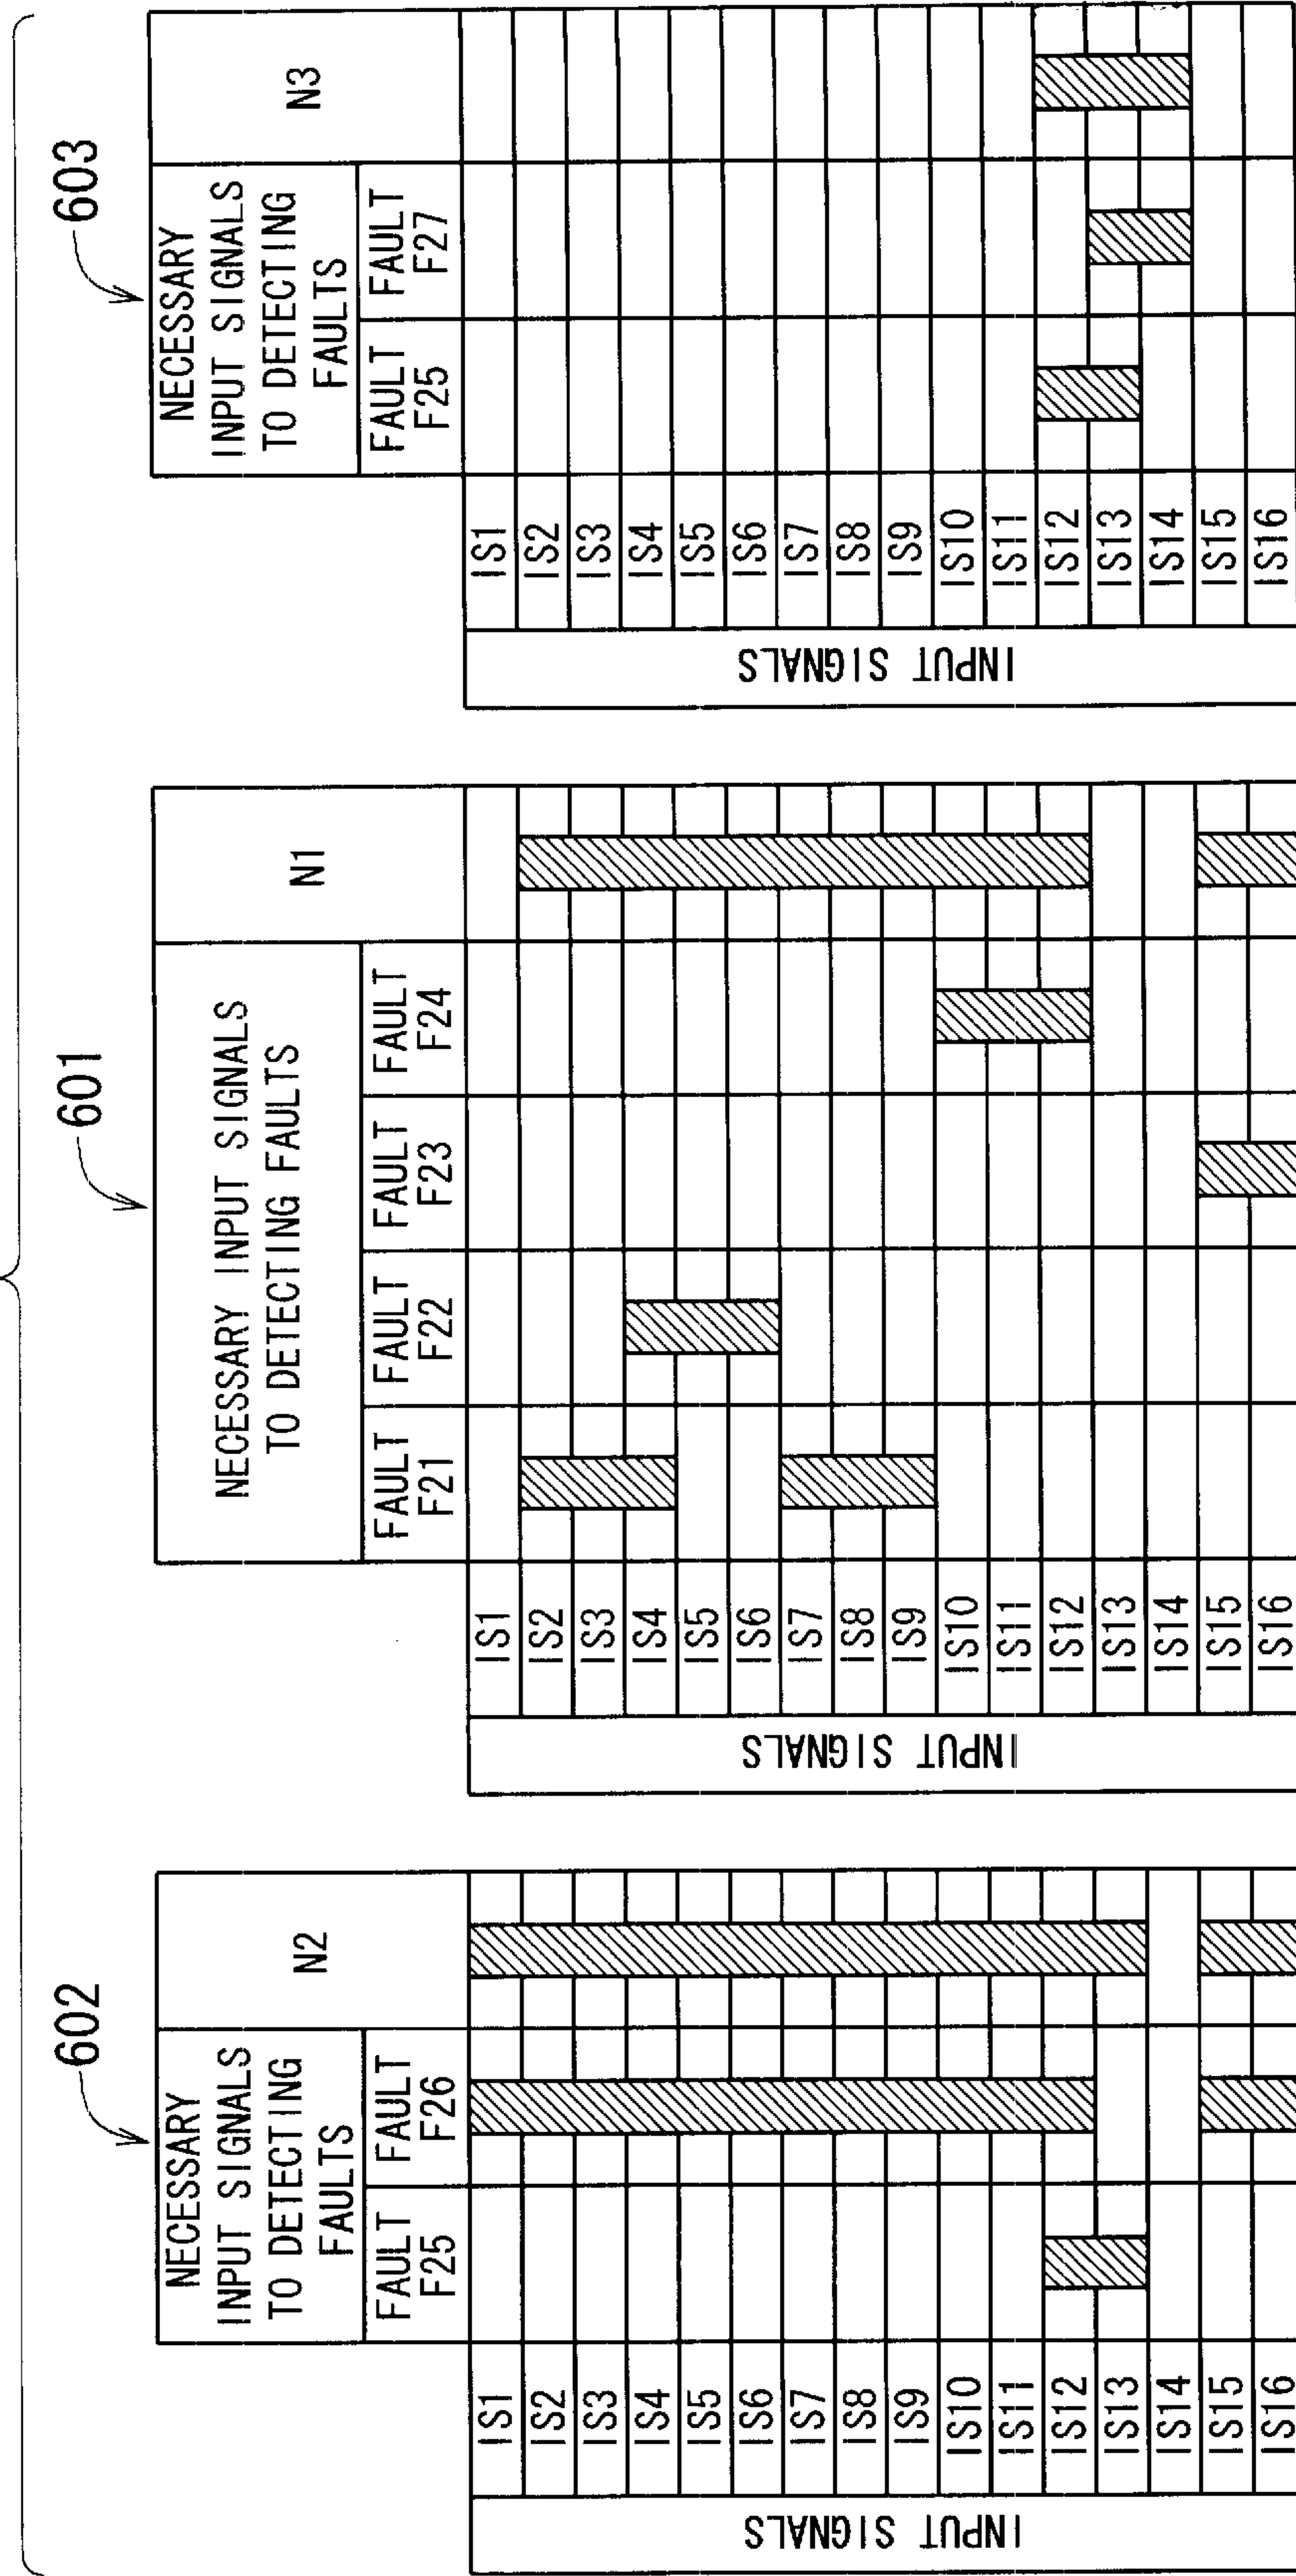 602
NECESSARY
INPUT SIGNALS
TO DETECTING
FAULTS
N2
FAULT
F25
FAULT
F26
INPUT SIGNALS
IS1
IS2
IS3
IS4
IS5
IS6
IS7
IS8
IS9
IS10
IS11
IS12
IS13
IS14
IS15
IS16
601
NECESSARY INPUT SIGNALS
TO DETECTING FAULTS
N1
FAULT
F21
FAULT
F22
FAULT
F23
FAULT
F24
INPUT SIGNALS
IS1
IS2
IS3
IS4
IS5
IS6
IS7
IS8
IS9
IS10
IS11
IS12
IS13
IS14
IS15
IS16
603
NECESSARY
INPUT SIGNALS
TO DETECTING
FAULTS
N3
FAULT
F25
FAULT
F27
INPUT SIGNALS
IS1
IS2
IS3
IS4
IS5
IS6
IS7
IS8
IS9
IS10
IS11
IS12
IS13
IS14
IS15
IS16